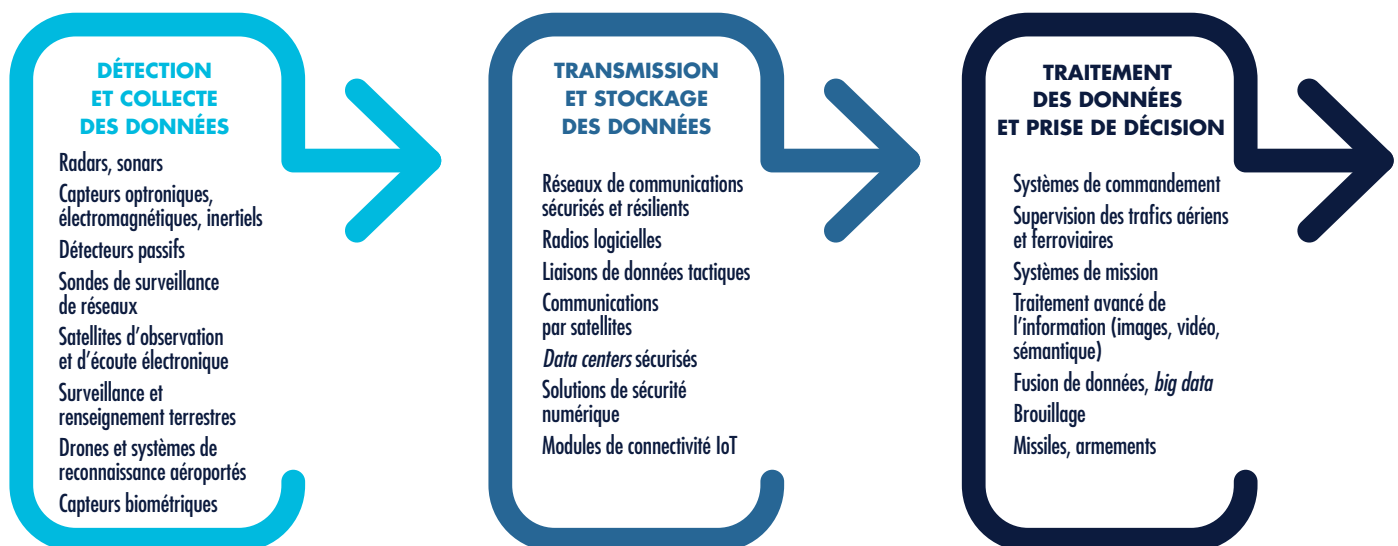 DÉTECTION
ET COLLECTE
DES DONNÉES
Radars, sonars
Capteurs optroniques,
électromagnétiques, inertiels
Détecteurs passifs
Sondes de surveillance
de réseaux
Satellites d’observation
et d’écoute électronique
Surveillance et
renseignement terrestres
Drones et systèmes de
reconnaissance aéroportés
Capteurs biométriques
TRANSMISSION
ET STOCKAGE
DES DONNÉES
Réseaux de communications
sécurisés et résilients
Radios logicielles
Liaisons de données tactiques
Communications
par satellites
Data centers sécurisés
Solutions de sécurité
numérique
Modules de connectivité IoT
TRAITEMENT
DES DONNÉES
ET PRISE DE DÉCISION
Systèmes de commandement
Supervision des trafics aériens
et ferroviaires
Systèmes de mission
Traitement avancé de
l’information (images, vidéo,
sémantique)
Fusion de données, big data
Brouillage
Missiles, armements